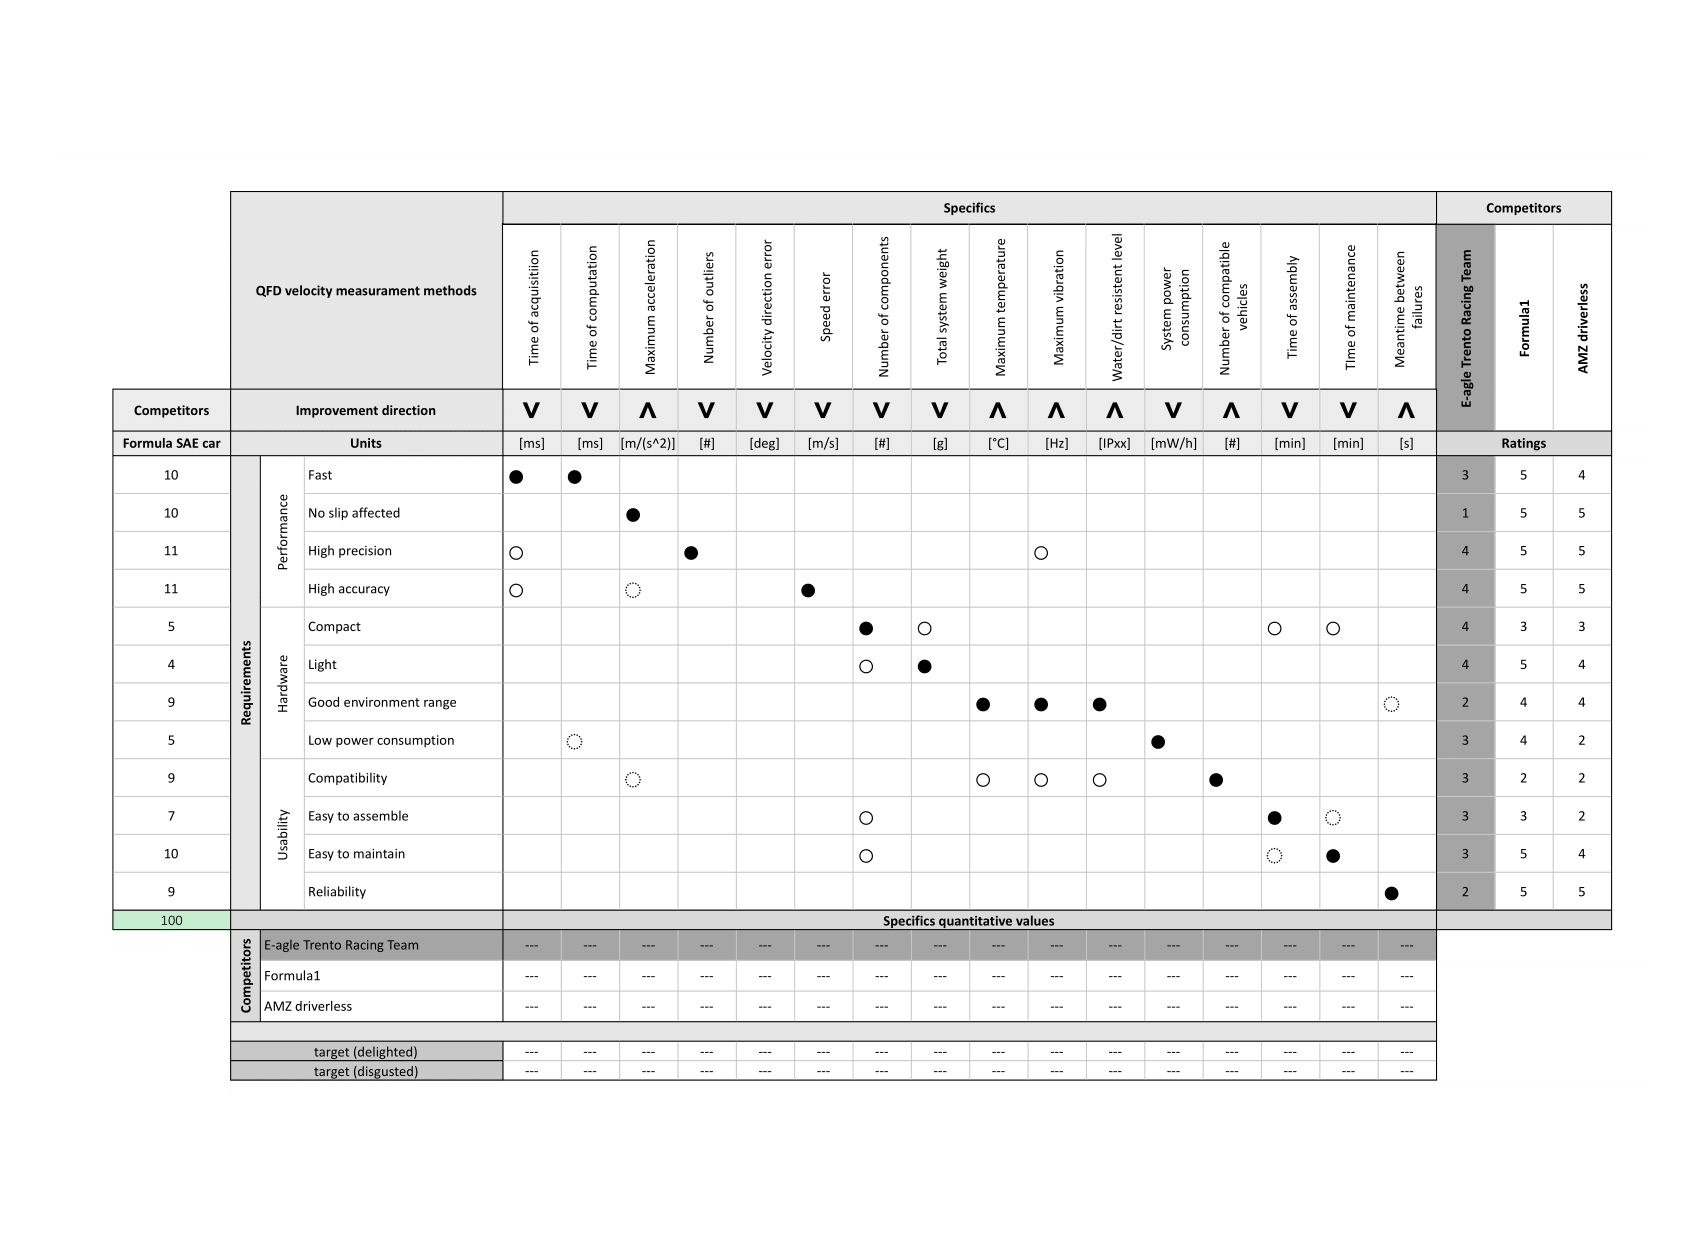 Specifics Competitors
QFD velocity measurament methods
Time of acquisitiion
Time of computation
Maximum acceleration
Number of outliers
Velocity direction error
Speed error
Number of components
Total system weight
Maximum temperature
Maximum vibration
Water/dirt resistent level
System power
consumption
Number of compatible
vehicles
Time of assembly
TIme of maintenance
Meantime between
failures
E-agle Trento Racing Team
Formula1
AMZ driverless
Competitors Improvement direction V V Λ V V V V V Λ Λ Λ V Λ V V Λ
Formula SAE car Units [ms] [ms] [m/(s^2)] [#] [deg] [m/s] [#] [g] [°C] [Hz] [IPxx] [mW/h] [#] [min] [min] [s] Ratings
Requirements
Performance
10 Fast 3 5 4
10 No slip affected 1 5 5
11 High precision 4 5 5
11 High accuracy 4 5 5
Hardware
5 Compact 4 3 3
4 Light 4 5 4
9 Good environment range 2 4 4
5 Low power consumption 3 4 2
Usability
9 Compatibility 3 2 2
7 Easy to assemble 3 3 2
10 Easy to maintain 3 5 4
9 Reliability 2 5 5
100 Specifics quantitative values
Competitors
E-agle Trento Racing Team --- --- --- --- --- --- --- --- --- --- --- --- --- --- --- ---
Formula1 --- --- --- --- --- --- --- --- --- --- --- --- --- --- --- ---
AMZ driverless --- --- --- --- --- --- --- --- --- --- --- --- --- --- --- ---
target (delighted) --- --- --- --- --- --- --- --- --- --- --- --- --- --- --- ---
target (disgusted) --- --- --- --- --- --- --- --- --- --- --- --- --- --- --- ---